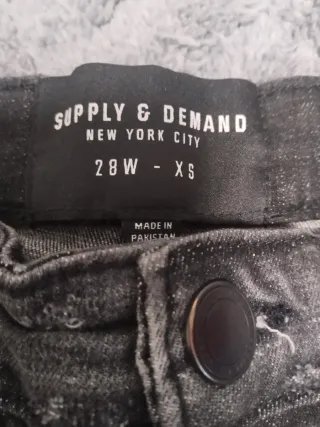 SUPPLY & DEMAND
NEW YORK CITY
28W - XS
MADE IN
PAKISTAN